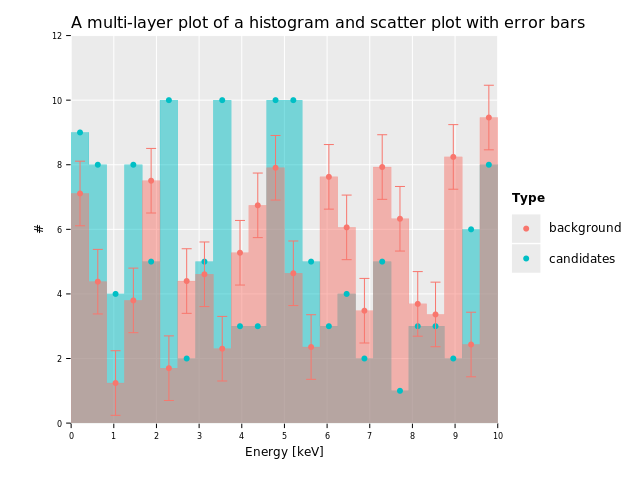 A multi-layer plot of a histogram and scatter plot with error bars
12
10
8
6
4
2
0
#
0 1 2 3 4 5 6 7 8 9 10
Energy [keV]
Type
background
candidates